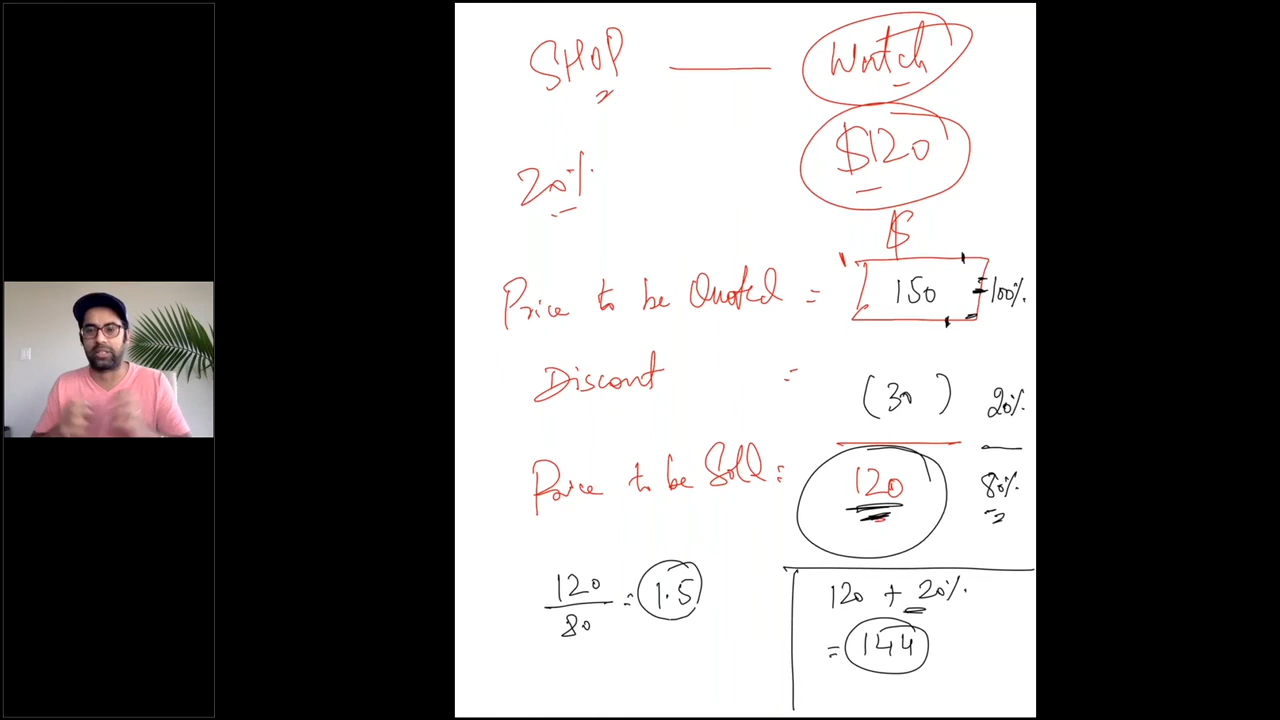 SHOP — Watch
$120
20%
$
Price to be Quoted = 150 100%
Discount = (30) 20%
Price to be Sold = 120 80%
120/80 = 1.5
120 + 20%
= 144